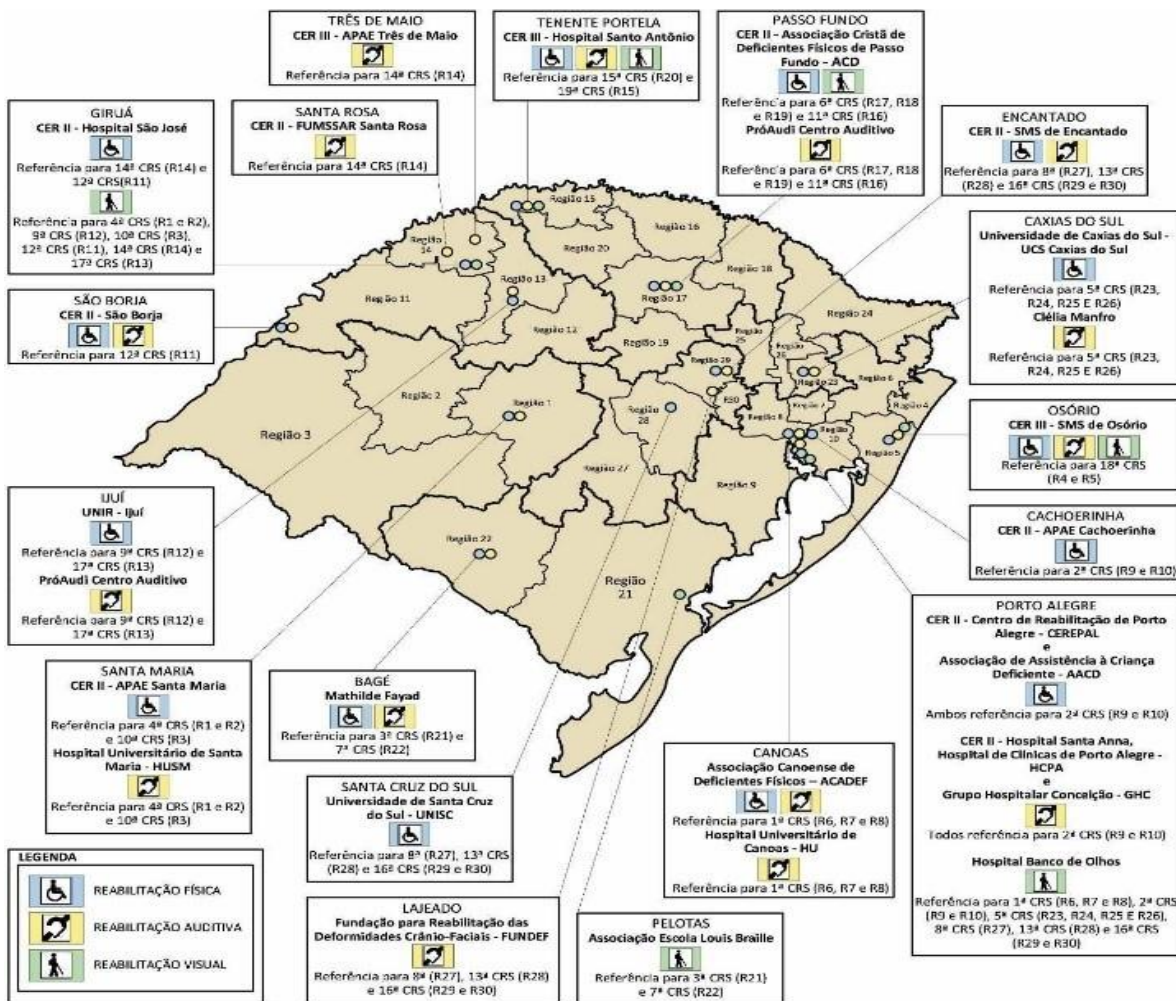 TRÊS DE MAIO
CER III - APAE Três de Maio
Referência para 14ª CRS (R14)
TENENTE PORTELA
CER III - Hospital Santo Antônio
Referência para 15ª CRS (R20) e
19ª CRS (R15)
PASSO FUNDO
CER II - Associação Cristã de
Deficientes Físicos de Passo
Fundo - ACD
Referência para 6ª CRS (R17, R18
e R19) e 11ª CRS (R16)
PróAudi Centro Auditivo
Referência para 6ª CRS (R17, R18
e R19) e 11ª CRS (R16)
GIRUÁ
CER II - Hospital São José
Referência para 14ª CRS (R14) e
12ª CRS(R11)
Referência para 4ª CRS (R1 e R2),
9ª CRS (R12), 10ª CRS (R3),
12ª CRS (R11), 14ª CRS (R14) e
17ª CRS (R13)
SANTA ROSA
CER II - FUMSSAR Santa Rosa
Referência para 14ª CRS (R14)
ENCANTADO
CER II - SMS de Encantado
Referência para 8ª (R27), 13ª CRS
(R28) e 16ª CRS (R29 e R30)
CAXIAS DO SUL
Universidade de Caxias do Sul -
UCS Caxias do Sul
Referência para 5ª CRS (R23,
R24, R25 E R26)
Clélia Manfro
Referência para 5ª CRS (R23,
R24, R25 E R26)
SÃO BORJA
CER II - São Borja
Referência para 12ª CRS (R11)
Região 15
Região 16
Região 14
Região 20
Região 18
Região 13
Região 11
Região 17
Região 24
Região 12
Região 19
Região 25
Região 26
Região 29
Região 23
Região 6
Região 2
Região 1
Região 28
R30
Região 8
Região 7
Região 4
Região 3
Região 10
Região 5
Região 27
Região 9
Região 22
Região 21
OSÓRIO
CER III - SMS de Osório
Referência para 18ª CRS
(R4 e R5)
IJUÍ
UNIR - Ijuí
Referência para 9ª CRS (R12) e
17ª CRS (R13)
PróAudi Centro Auditivo
Referência para 9ª CRS (R12) e
17ª CRS (R13)
CACHOERINHA
CER II - APAE Cachoerinha
Referência para 2ª CRS (R9 e R10)
PORTO ALEGRE
CER II - Centro de Reabilitação de Porto
Alegre - CEREPAL
e
Associação de Assistência à Criança
Deficiente - AACD
Ambos referência para 2ª CRS (R9 e R10)
CER II - Hospital Santa Anna,
Hospital de Clinicas de Porto Alegre -
HCPA
e
Grupo Hospitalar Conceição - GHC
Todos referência para 2ª CRS (R9 e R10)
Hospital Banco de Olhos
Referência para 1ª CRS (R6, R7 e R8), 2ª CRS
(R9 e R10), 5ª CRS (R23, R24, R25 E R26),
8ª CRS (R27), 13ª CRS (R28) e 16ª CRS
(R29 e R30)
SANTA MARIA
CER II - APAE Santa Maria
Referência para 4ª CRS (R1 e R2)
e 10ª CRS (R3)
Hospital Universitário de Santa
Maria - HUSM
Referência para 4ª CRS (R1 e R2)
e 10ª CRS (R3)
BAGÉ
Mathilde Fayad
Referência para 3ª CRS (R21) e
7ª CRS (R22)
SANTA CRUZ DO SUL
Universidade de Santa Cruz
do Sul - UNISC
Referência para 8ª (R27), 13ª CRS
(R28) e 16ª CRS (R29 e R30)
CANOAS
Associação Canoense de
Deficientes Físicos – ACADEF
Referência para 1ª CRS (R6, R7 e R8)
Hospital Universitário de
Canoas - HU
Referência para 1ª CRS (R6, R7 e R8)
LAJEADO
Fundação para Reabilitação das
Deformidades Crânio-Faciais - FUNDEF
Referência para 8ª (R27), 13ª CRS (R28)
e 16ª CRS (R29 e R30)
PELOTAS
Associação Escola Louis Braille
Referência para 3ª CRS (R21)
e 7ª CRS (R22)
LEGENDA
REABILITAÇÃO FÍSICA
REABILITAÇÃO AUDITIVA
REABILITAÇÃO VISUAL